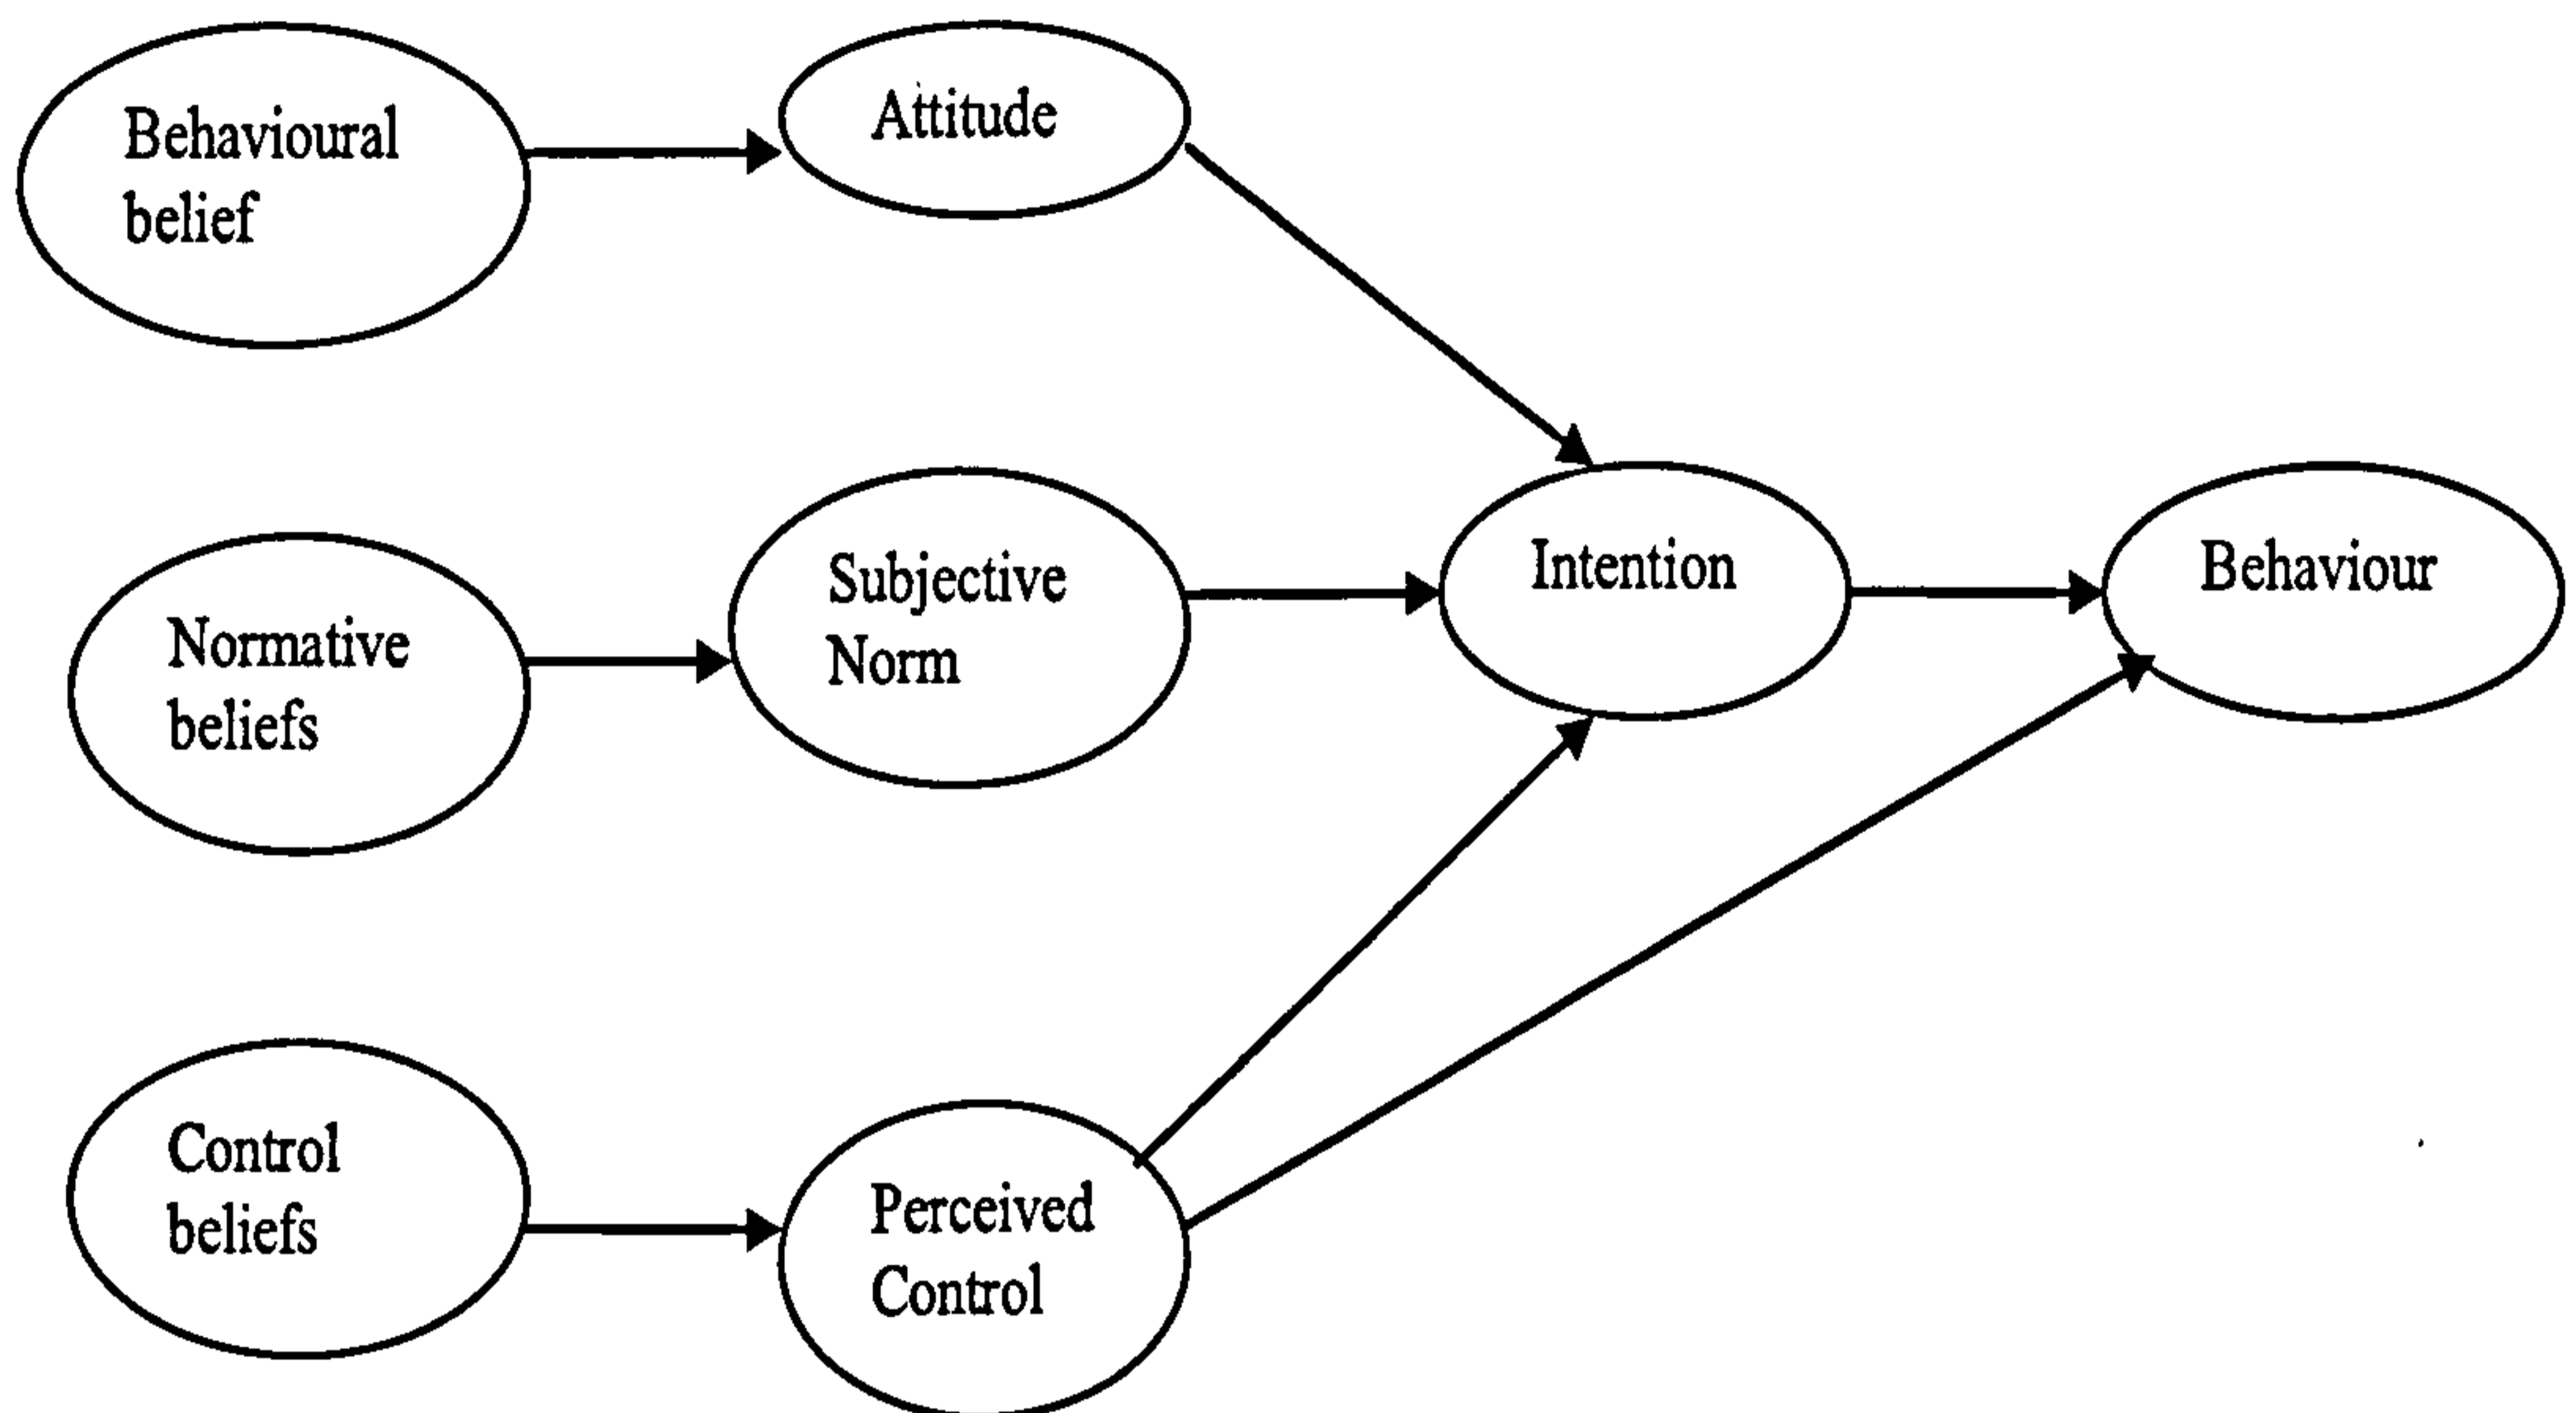 Behavioural
belief
Attitude
Normative
beliefs
Subjective
Norm
Intention
Behaviour
Control
beliefs
Perceived
Control